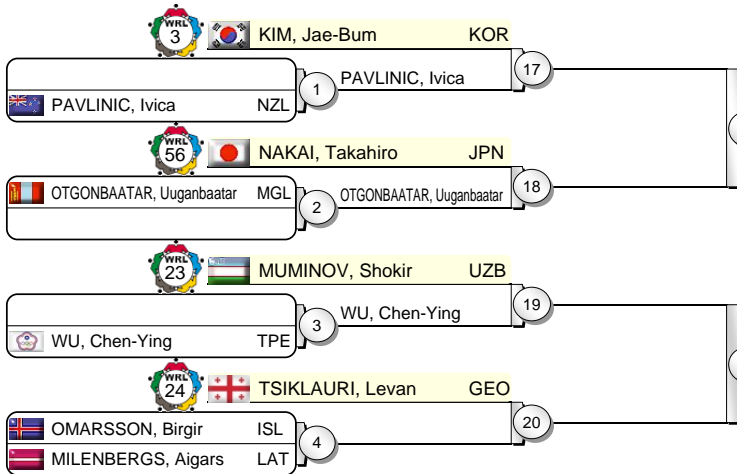 WRL
3
KIM, Jae-Bum KOR
17
PAVLINIC, Ivica
1
PAVLINIC, Ivica NZL
WRL
56
NAKAI, Takahiro JPN
18
OTGONBAATAR, Uuganbaatar MGL
2
OTGONBAATAR, Uuganbaatar
WRL
23
MUMINOV, Shokir UZB
19
WU, Chen-Ying
3
WU, Chen-Ying TPE
WRL
24
TSIKLAURI, Levan GEO
20
OMARSSON, Birgir ISL
4
MILENBERGS, Aigars LAT